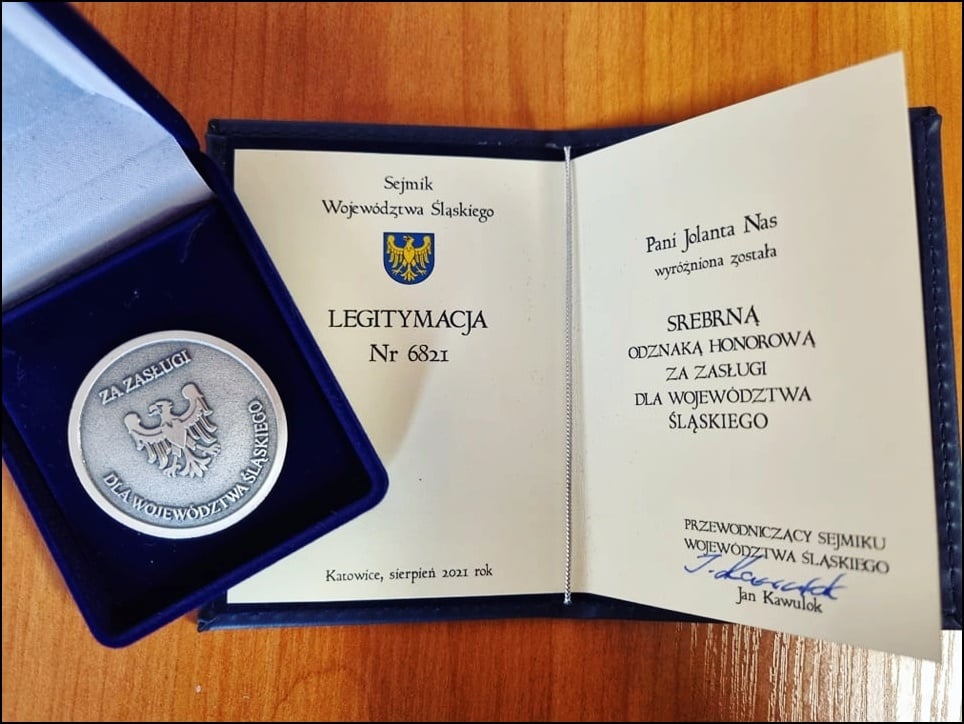 ZA ZASŁUGI
DLA WOJEWÓDZTWA ŚLĄSKIEGO
Sejmik
Województwa Śląskiego
LEGITYMACJA
Nr 6821
Katowice, sierpień 2021 rok
Pani Jolanta Nas
wyróżniona została
SREBRNĄ
ODZNAKĄ HONOROWĄ
ZA ZASŁUGI
DLA WOJEWÓDZTWA
ŚLĄSKIEGO
PRZEWODNICZĄCY SEJMIKU
WOJEWÓDZTWA ŚLĄSKIEGO
J. Kawulok
Jan Kawulok